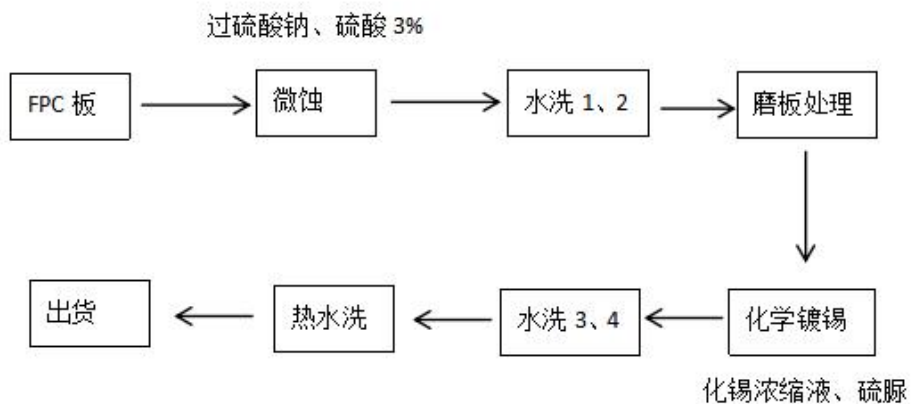 过硫酸钠、硫酸 3%
FPC 板
微蚀
水洗 1、2
磨板处理
出货
热水洗
水洗 3、4
化学镀锡
化锡浓缩液、硫脲